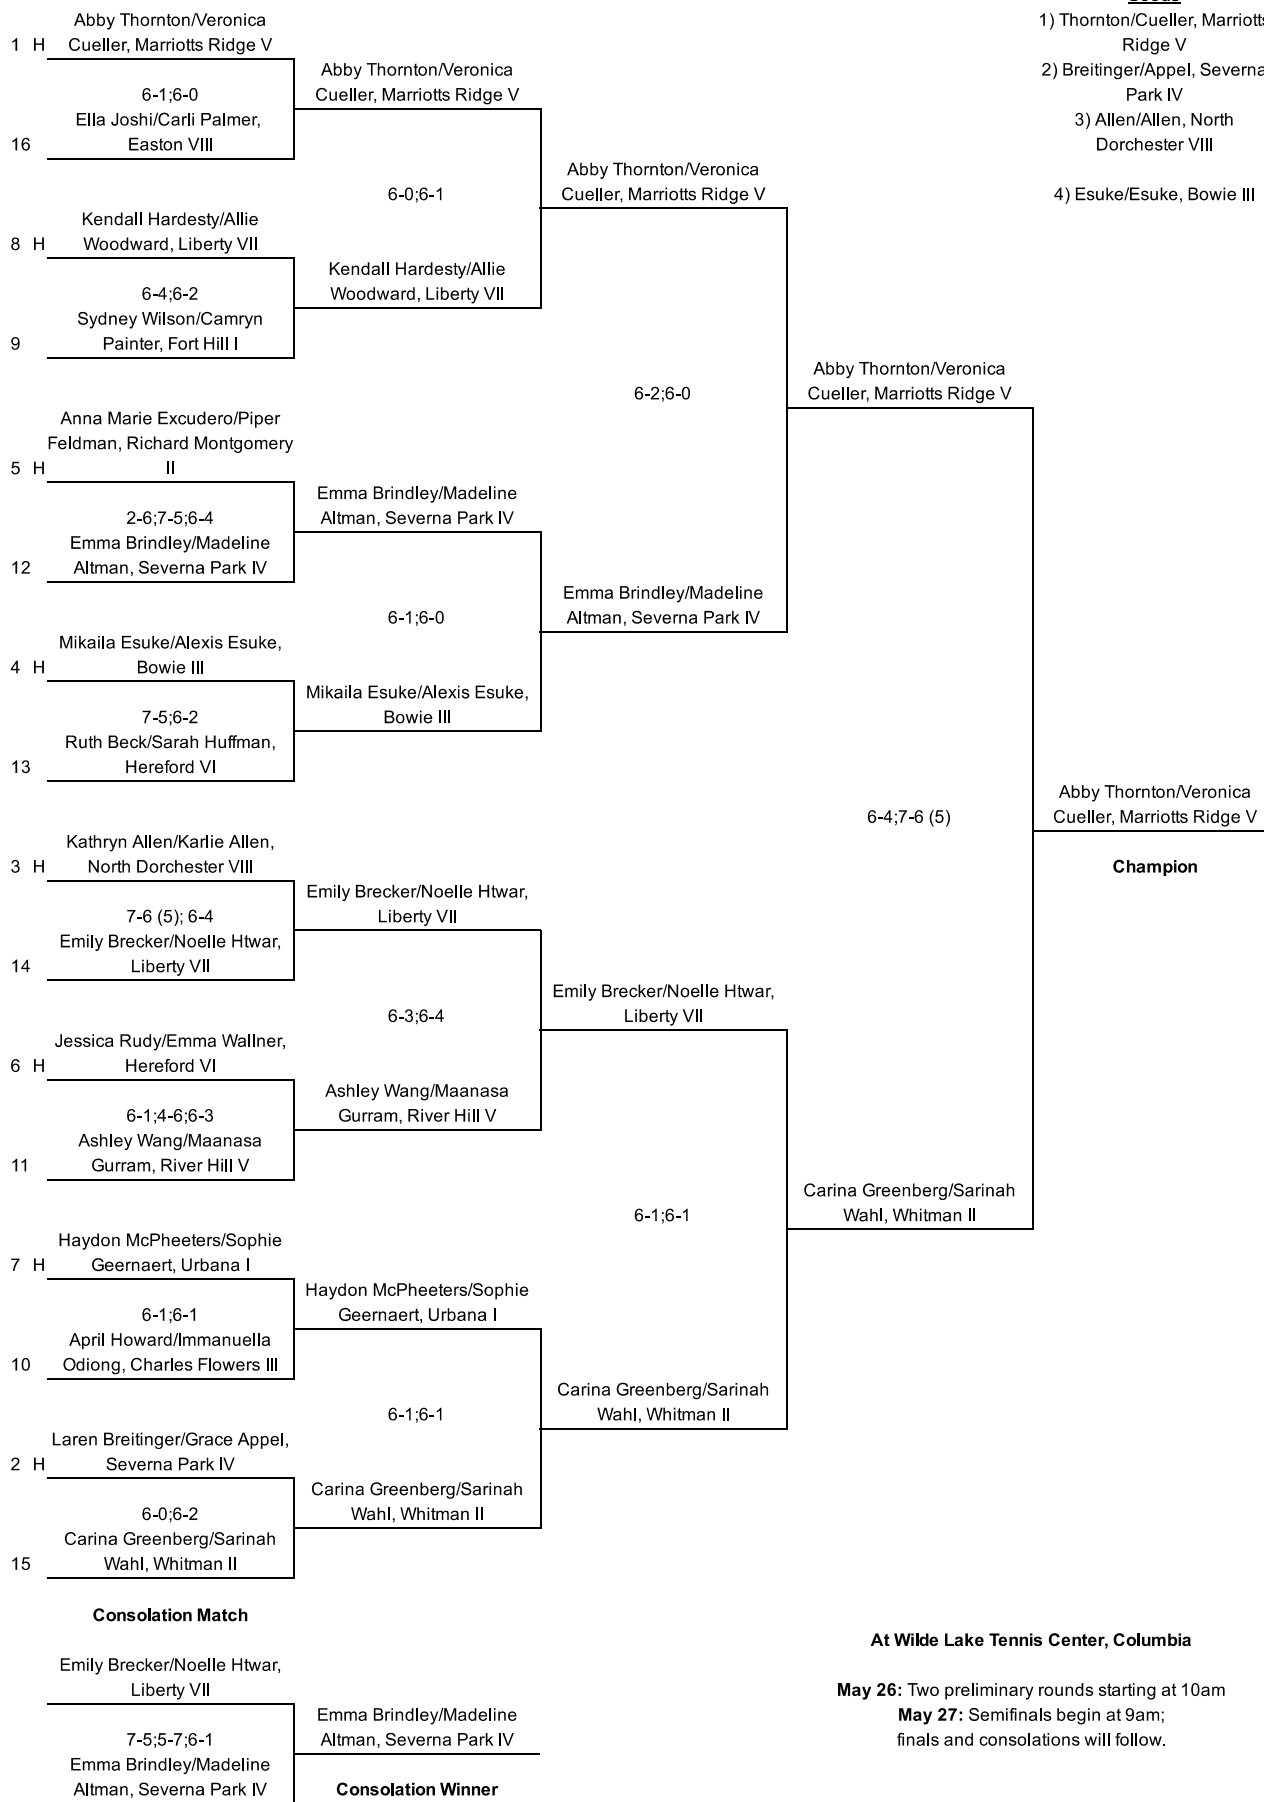 Abby Thornton/Veronica
1 H Cueller, Marriotts Ridge V
6-1;6-0
Ella Joshi/Carli Palmer,
16 Easton VIII
Kendall Hardesty/Allie
8 H Woodward, Liberty VII
6-4;6-2
Sydney Wilson/Camryn
9 Painter, Fort Hill I
Anna Marie Excudero/Piper
Feldman, Richard Montgomery
5 H II
2-6;7-5;6-4
Emma Brindley/Madeline
12 Altman, Severna Park IV
Mikaila Esuke/Alexis Esuke,
4 H Bowie III
7-5;6-2
Ruth Beck/Sarah Huffman,
13 Hereford VI
Kathryn Allen/Karlie Allen,
3 H North Dorchester VIII
7-6 (5); 6-4
Emily Brecker/Noelle Htwar,
14 Liberty VII
Jessica Rudy/Emma Wallner,
6 H Hereford VI
6-1;4-6;6-3
Ashley Wang/Maanasa
11 Gurram, River Hill V
Haydon McPheeters/Sophie
7 H Geernaert, Urbana I
6-1;6-1
April Howard/Immanuella
10 Odiong, Charles Flowers III
Laren Breitinger/Grace Appel,
2 H Severna Park IV
6-0;6-2
Carina Greenberg/Sarinah
15 Wahl, Whitman II
Abby Thornton/Veronica
Cueller, Marriotts Ridge V
6-0;6-1
Kendall Hardesty/Allie
Woodward, Liberty VII
Emma Brindley/Madeline
Altman, Severna Park IV
6-1;6-0
Mikaila Esuke/Alexis Esuke,
Bowie III
Emily Brecker/Noelle Htwar,
Liberty VII
6-3;6-4
Ashley Wang/Maanasa
Gurram, River Hill V
Haydon McPheeters/Sophie
Geernaert, Urbana I
6-1;6-1
Carina Greenberg/Sarinah
Wahl, Whitman II
Abby Thornton/Veronica
Cueller, Marriotts Ridge V
6-2;6-0
Emma Brindley/Madeline
Altman, Severna Park IV
Emily Brecker/Noelle Htwar,
Liberty VII
6-1;6-1
Carina Greenberg/Sarinah
Wahl, Whitman II
Abby Thornton/Veronica
Cueller, Marriotts Ridge V
6-4;7-6 (5)
Carina Greenberg/Sarinah
Wahl, Whitman II
Abby Thornton/Veronica
Cueller, Marriotts Ridge V
Champion
1) Thornton/Cueller, Marriotts
Ridge V
2) Breitinger/Appel, Severna
Park IV
3) Allen/Allen, North
Dorchester VIII
4) Esuke/Esuke, Bowie III
Consolation Match
Emily Brecker/Noelle Htwar,
Liberty VII
7-5;5-7;6-1
Emma Brindley/Madeline
Altman, Severna Park IV
Emma Brindley/Madeline
Altman, Severna Park IV
Consolation Winner
At Wilde Lake Tennis Center, Columbia
May 26: Two preliminary rounds starting at 10am
May 27: Semifinals begin at 9am;
finals and consolations will follow.